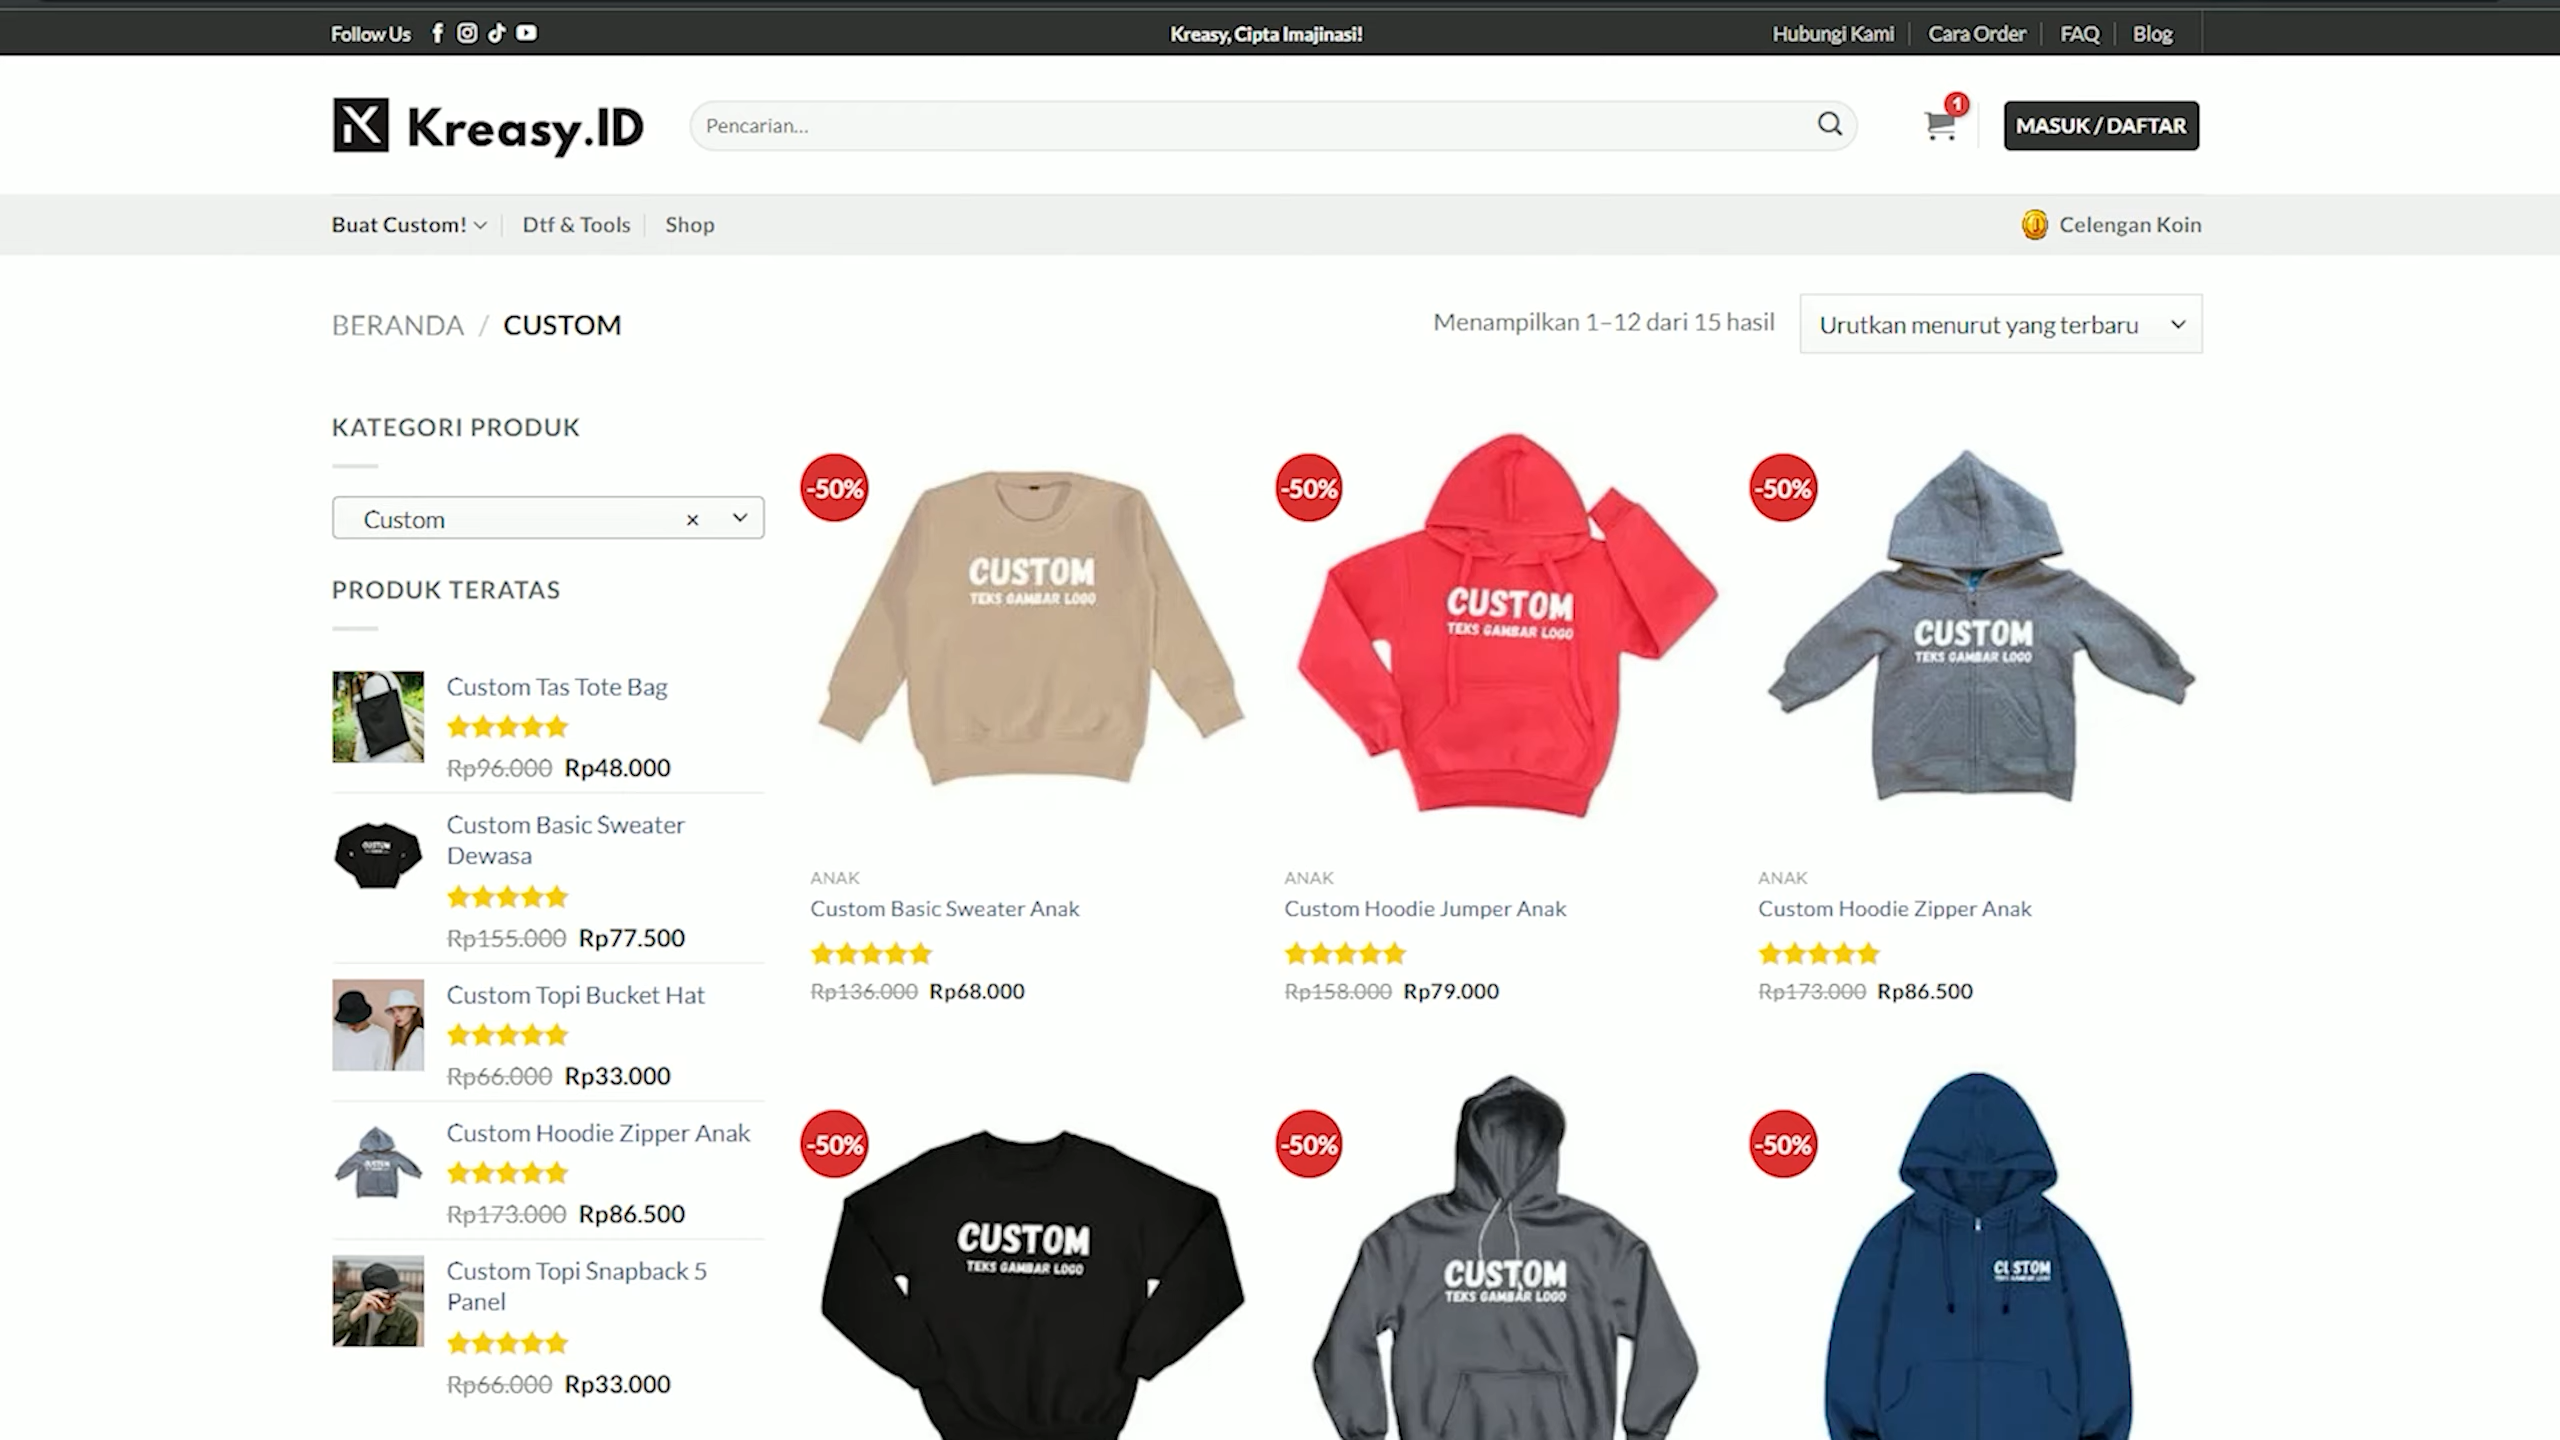 Follow Us
Kreasy, Cipta Imajinasi!
Hubungi Kami
Cara Order
FAQ
Blog
Kreasy.ID
Pencarian...
1
MASUK / DAFTAR
Buat Custom!
Dtf & Tools
Shop
Celengan Koin
BERANDA / CUSTOM
Menampilkan 1–12 dari 15 hasil
Urutkan menurut yang terbaru
KATEGORI PRODUK
Custom ×
PRODUK TERATAS
Custom Tas Tote Bag
Rp96.000 Rp48.000
CUSTOM
Custom Basic Sweater
Dewasa
Rp155.000 Rp77.500
Custom Topi Bucket Hat
Rp66.000 Rp33.000
CUSTOM
Custom Hoodie Zipper Anak
Rp173.000 Rp86.500
Custom Topi Snapback 5
Panel
Rp66.000 Rp33.000
-50%
CUSTOM
TEKS GAMBAR LOGO
ANAK
Custom Basic Sweater Anak
Rp136.000 Rp68.000
-50%
CUSTOM
TEKS GAMBAR LOGO
ANAK
Custom Hoodie Jumper Anak
Rp158.000 Rp79.000
-50%
CUSTOM
TEKS GAMBAR LOGO
ANAK
Custom Hoodie Zipper Anak
Rp173.000 Rp86.500
-50%
CUSTOM
TEKS GAMBAR LOGO
-50%
CUSTOM
TEKS GAMBAR LOGO
-50%
CUSTOM
TEKS GAMBAR LOGO